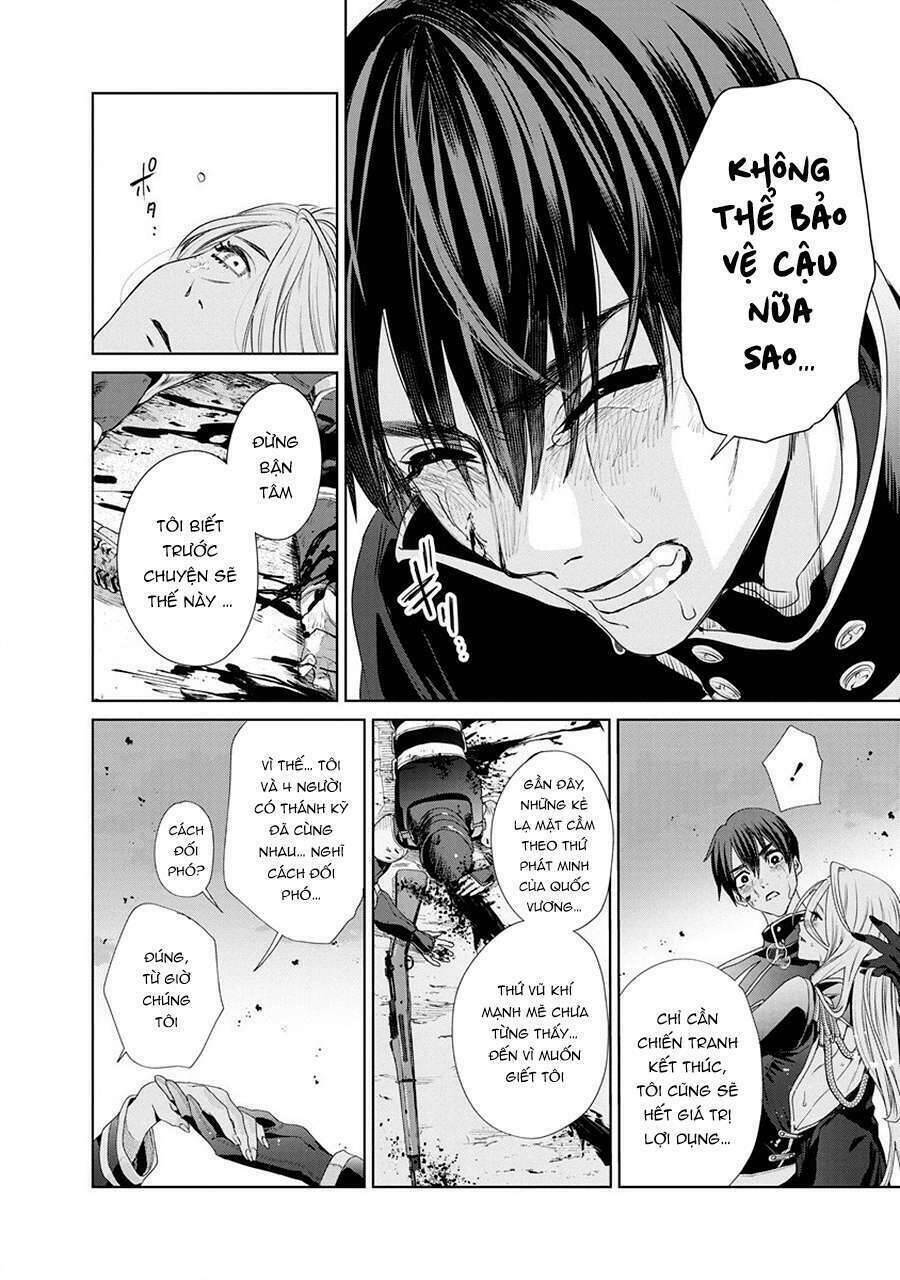 KHÔNG
THỂ BẢO
VỆ CẬU
NỮA
SAO...
ポタ
ĐỪNG
BẬN
TÂM
TÔI BIẾT
TRƯỚC
CHUYỆN SẼ
THẾ NÀY ...
!
CHỈ CẦN
CHIẾN TRANH
KẾT THÚC,
TÔI CŨNG SẼ
HẾT GIÁ TRỊ
LỢI DỤNG...
GẦN ĐÂY,
NHỮNG KẺ
LẠ MẶT CẦM
THEO THỨ
PHÁT MINH
CỦA QUỐC
VƯƠNG...
THỨ VŨ KHÍ
MẠNH MẼ CHƯA
TỪNG THẤY...
ĐẾN VÌ MUỐN
GIẾT TÔI
VÌ THẾ... TÔI
VÀ 4 NGƯỜI
CÓ THÁNH KỲ
ĐÃ CÙNG
NHAU... NGHĨ
CÁCH ĐỐI
PHÓ...
CÁCH
ĐỐI
PHÓ?
ĐÚNG,
TỪ GIỜ
CHÚNG
TÔI